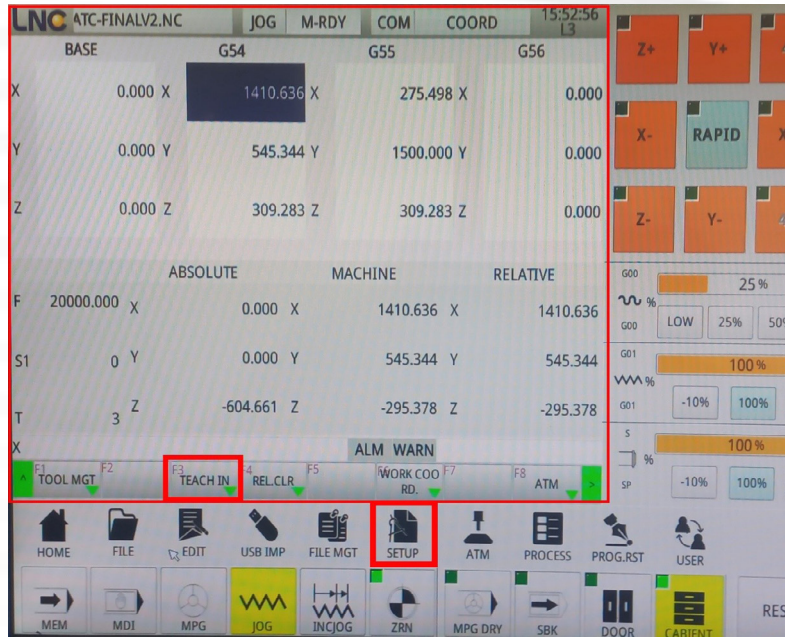 LNC ATC-FINALV2.NC JOG M-RDY COM COORD 15:52:56
L3
BASE G54 G55 G56
X 0.000 X 1410.636 X 275.498 X 0.000
Y 0.000 Y 545.344 Y 1500.000 Y 0.000
Z 0.000 Z 309.283 Z 309.283 Z 0.000
ABSOLUTE MACHINE RELATIVE
F 20000.000 X 0.000 X 1410.636 X 1410.636
S1 0 Y 0.000 Y 545.344 Y 545.344
T 3 Z -604.661 Z -295.378 Z -295.378
X ALM WARN
F1 TOOL MGT F2 F3 TEACH IN F4 REL.CLR F5 F6 WORK COO
RD. F7 F8 ATM >
HOME FILE EDIT USB IMP FILE MGT SETUP ATM PROCESS PROG.RST USER
MEM MDI MPG JOG INCJOG ZRN MPG DRY SBK DOOR CABIENT RES
Z+ Y+
X- RAPID X
Z- Y- 4
G00 25 %
%
G00 LOW 25% 50%
G01 100 %
%
G01 -10% 100%
S 100 %
%
SP -10% 100%